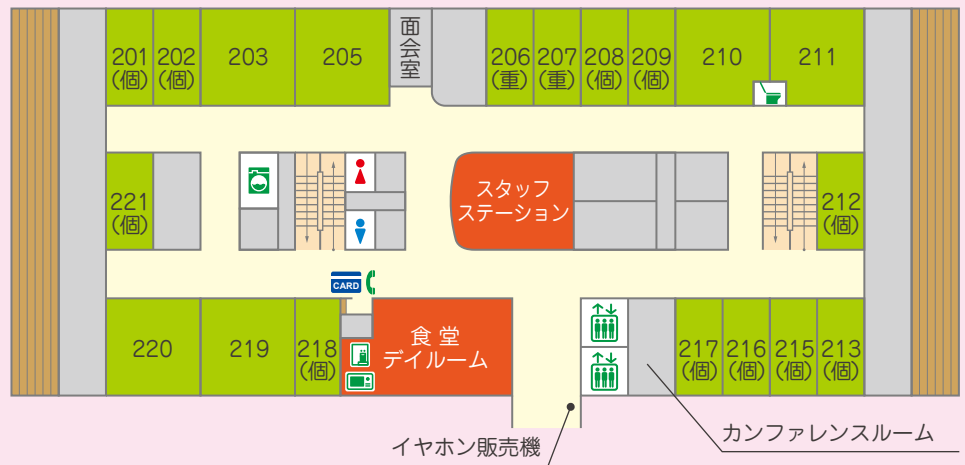 201
(個)
202
(個)
203
205
面会室
206
(重)
207
(重)
208
(個)
209
(個)
210
211
221
(個)
スタッフ
ステーション
212
(個)
CARD
220
219
218
(個)
食堂
デイルーム
217
(個)
216
(個)
215
(個)
213
(個)
イヤホン販売機
カンファレンスルーム